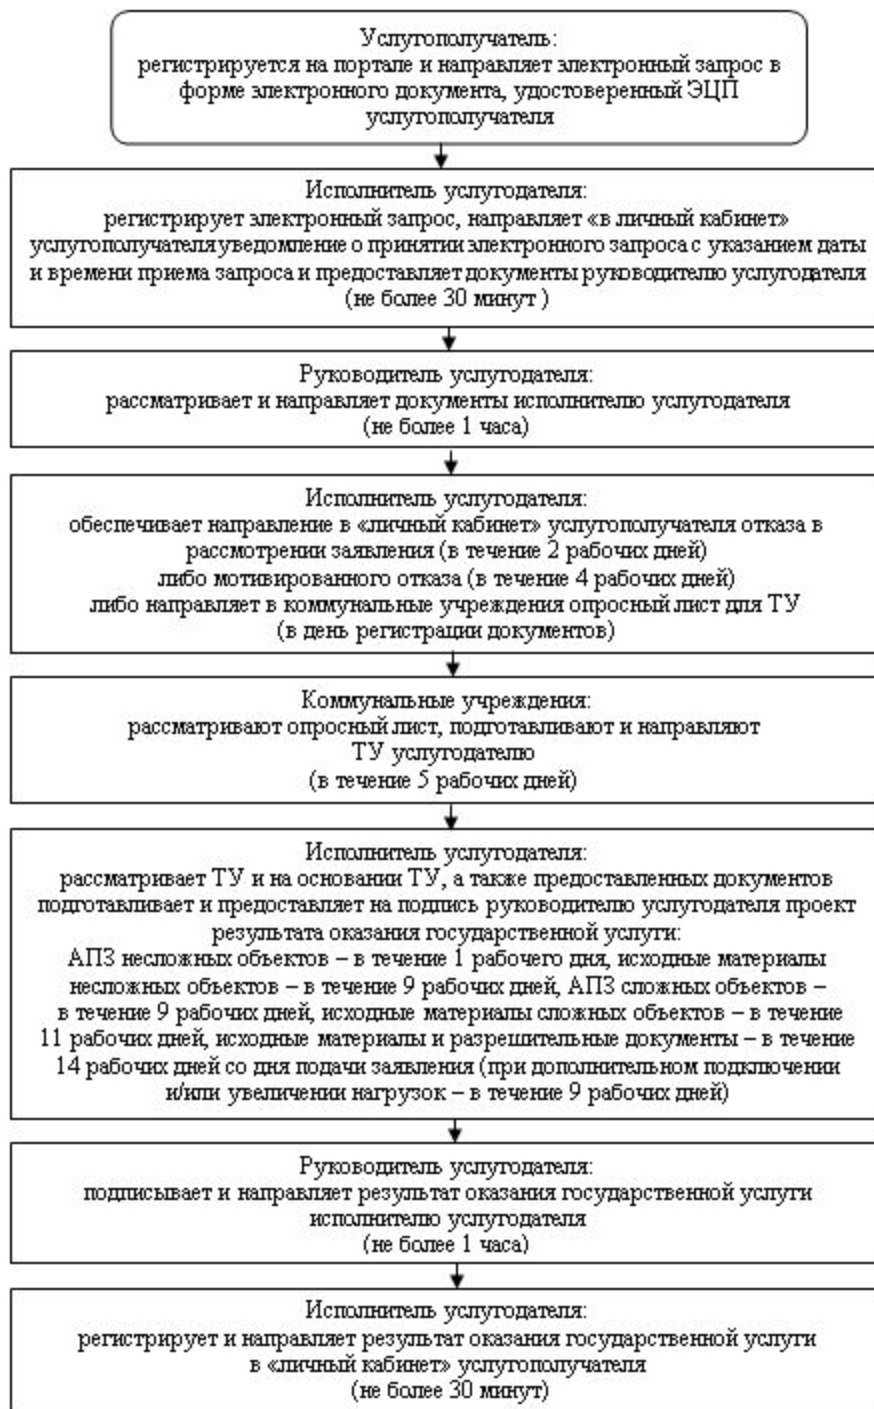 Услугополучатель:
регистрируется на портале и направляет электронный запрос в
форме электронного документа, удостоверенный ЭЦП
услугополучателя
Исполнитель услугодателя:
регистрирует электронный запрос, направляет «в личный кабинет»
услугополучателя уведомление о принятии электронного запроса с указанием даты
и времени приема запроса и предоставляет документы руководителю услугодателя
(не более 30 минут )
Руководитель услугодателя:
рассматривает и направляет документы исполнителю услугодателя
(не более 1 часа)
Исполнитель услугодателя:
обеспечивает направление в «личный кабинет» услугополучателя отказа в
рассмотрении заявления (в течение 2 рабочих дней)
либо мотивированного отказа (в течение 4 рабочих дней)
либо направляет в коммунальные учреждения опросный лист для ТУ
(в день регистрации документов)
Коммунальные учреждения:
рассматривают опросный лист, подготавливают и направляют
ТУ услугодателю
(в течение 5 рабочих дней)
Исполнитель услугодателя:
рассматривает ТУ и на основании ТУ, а также предоставленных документов
подготавливает и предоставляет на подпись руководителю услугодателя проект
результата оказания государственной услуги:
АПЗ несложных объектов – в течение 1 рабочего дня, исходные материалы
несложных объектов – в течение 9 рабочих дней, АПЗ сложных объектов –
в течение 9 рабочих дней, исходные материалы сложных объектов – в течение
11 рабочих дней, исходные материалы и разрешительные документы – в течение
14 рабочих дней со дня подачи заявления (при дополнительном подключении
и/или увеличении нагрузок – в течение 9 рабочих дней)
Руководитель услугодателя:
подписывает и направляет результат оказания государственной услуги
исполнителю услугодателя
(не более 1 часа)
Исполнитель услугодателя:
регистрирует и направляет результат оказания государственной услуги
в «личный кабинет» услугополучателя
(не более 30 минут)